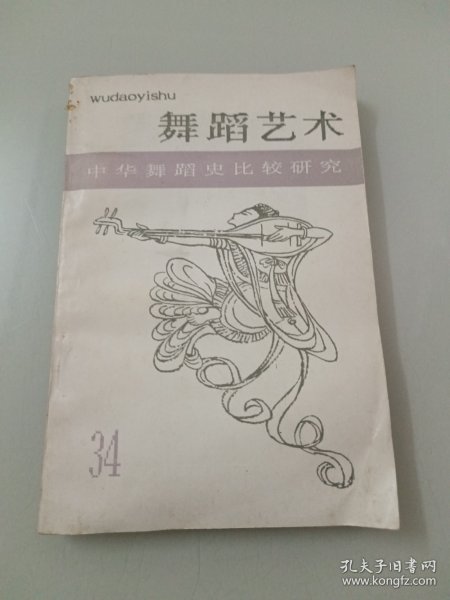 wudaoyishu
舞蹈艺术
中华舞蹈史比较研究
34
孔夫子旧书网
www.kongfz.com